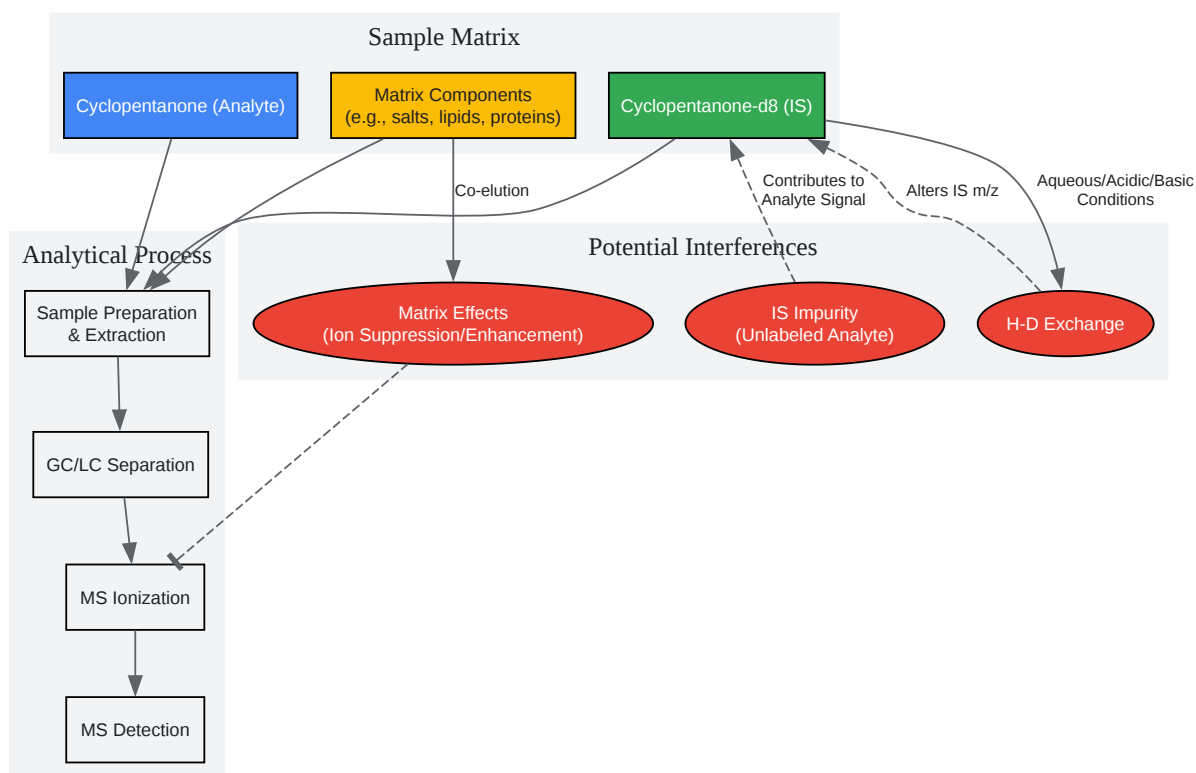 Sample Matrix
Cyclopentanone (Analyte)
Matrix Components
(e.g., salts, lipids, proteins)
Cyclopentanone-d8 (IS)
Co-elution
Contributes to
Analyte Signal
Alters IS m/z
Aqueous/Acidic/Basic
Conditions
Analytical Process
Potential Interferences
Sample Preparation
& Extraction
Matrix Effects
(Ion Suppression/Enhancement)
IS Impurity
(Unlabeled Analyte)
H-D Exchange
GC/LC Separation
MS Ionization
MS Detection